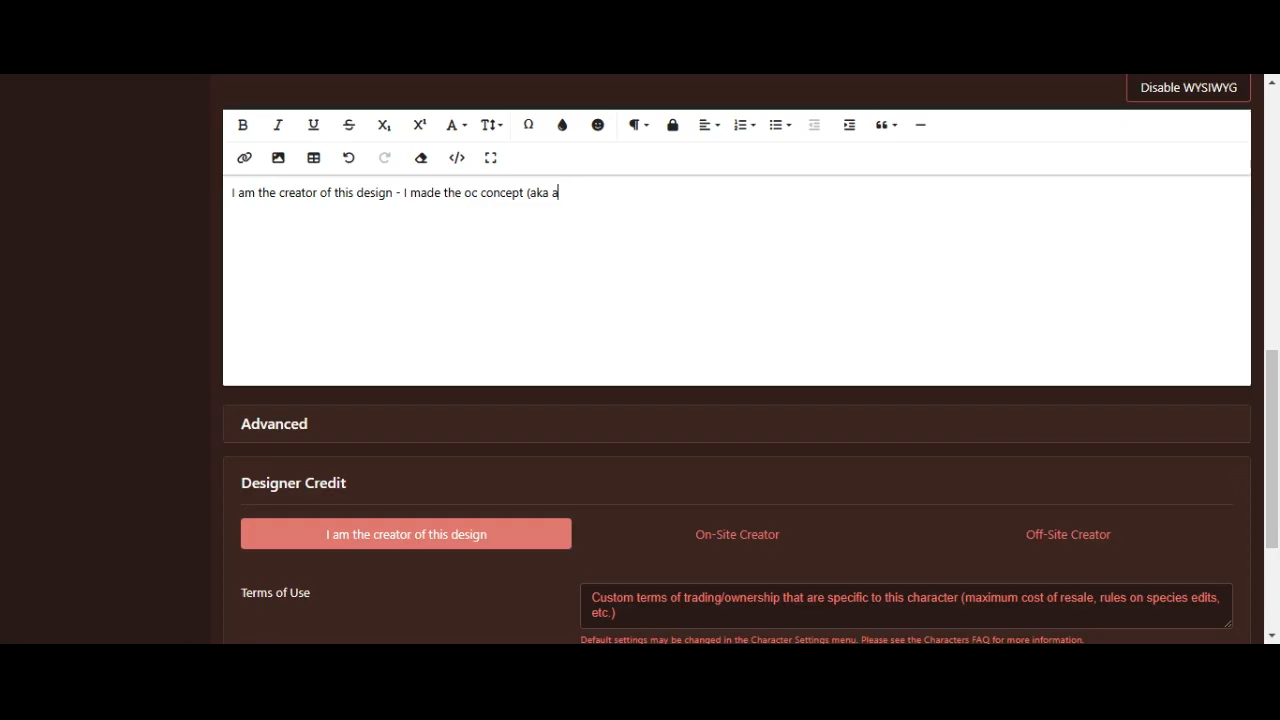 Disable WYSIWYG
I am the creator of this design - I made the oc concept (aka a
Advanced
Designer Credit
I am the creator of this design
On-Site Creator
Off-Site Creator
Terms of Use
Custom terms of trading/ownership that are specific to this character (maximum cost of resale, rules on species edits,
etc.)
Default settings may be changed in the Character Settings menu. Please see the Characters FAQ for more information.